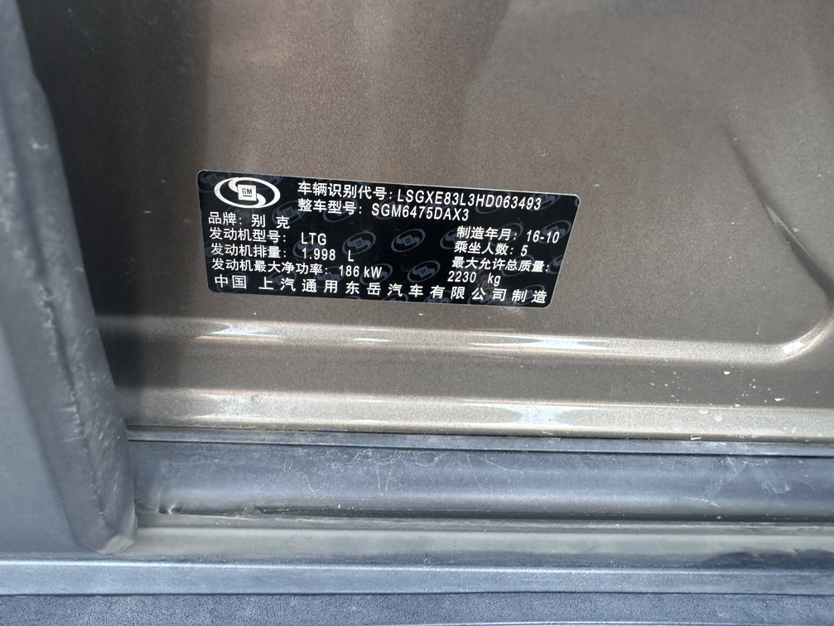 GM
车辆识别代号:LSGXE83L3HD063493
整车型号: SGM6475DAX3
品牌: 别 克
制造年月: 16-10
发动机型号: LTG
乘坐人数: 5
发动机排量: 1.998 L
最大允许总质量:
发动机最大净功率: 186 kW
2230 kg
中国 上汽通用东岳汽车有限公司制造